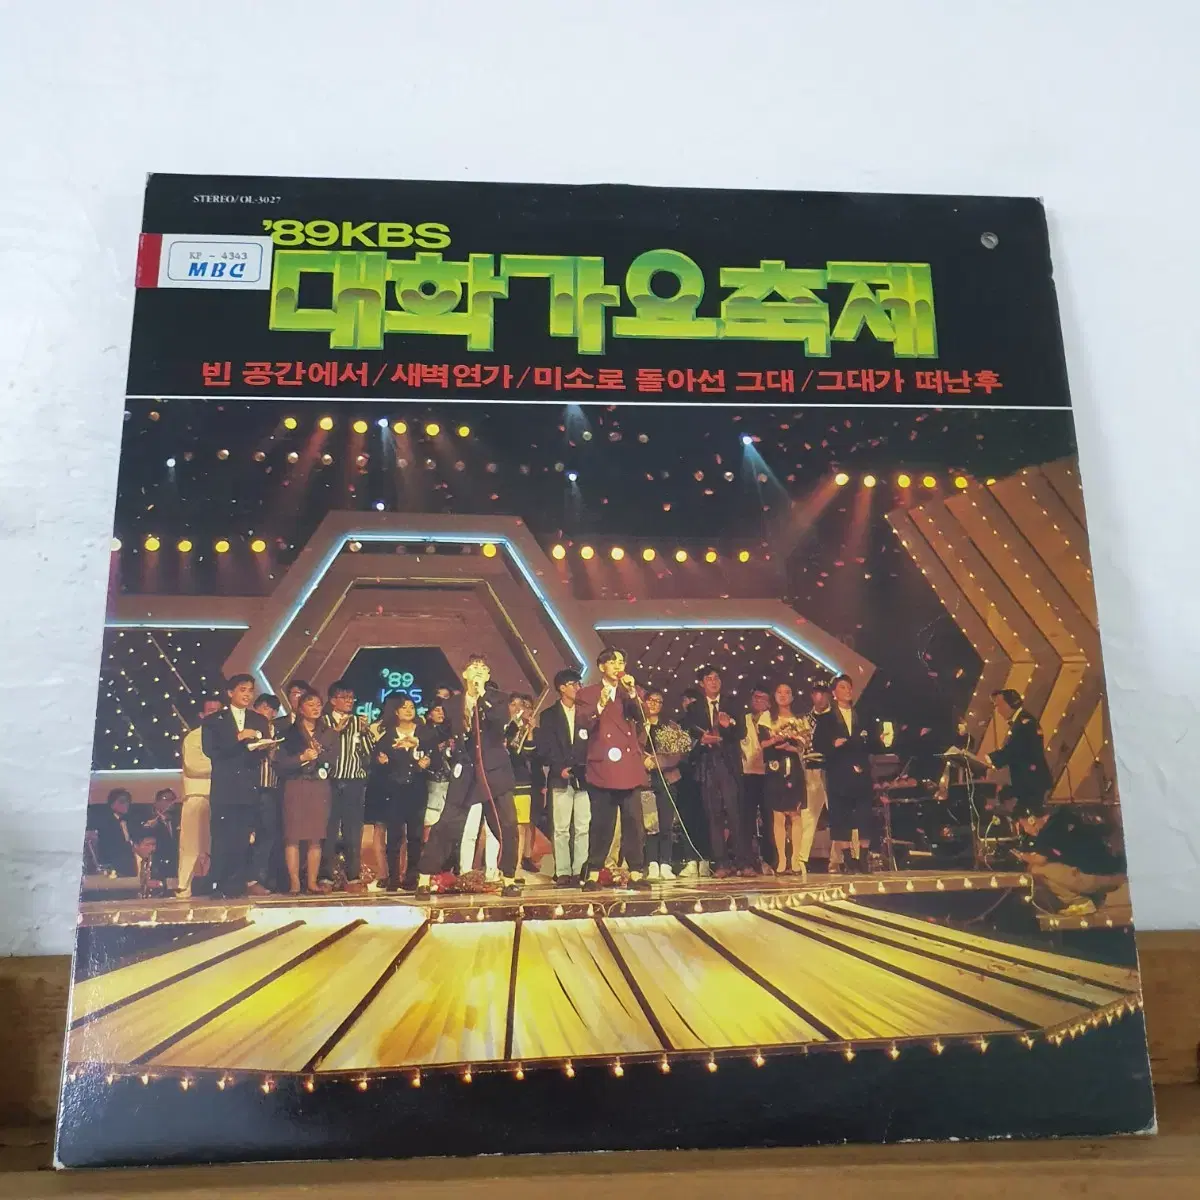 STEREO/OL-3027
'89KBS
KP - 4343
MBC
대학가요축제
빈 공간에서/새벽연가/미소로 돌아선 그대/그대가 떠난후
'89
KBS